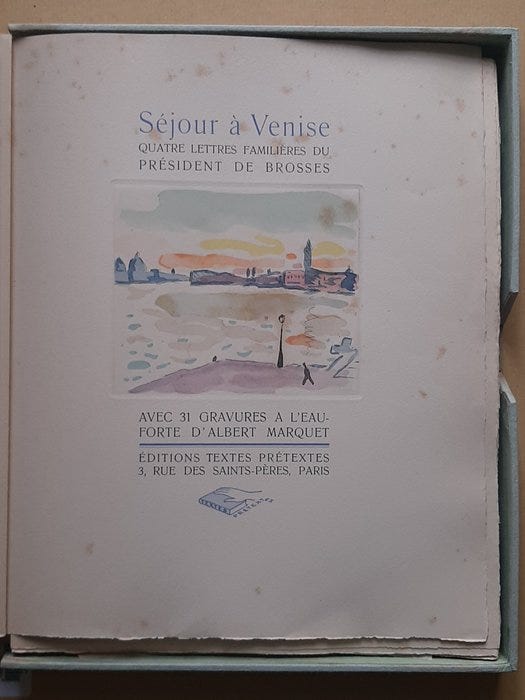 Séjour à Venise
QUATRE LETTRES FAMILIÈRES DU
PRÉSIDENT DE BROSSES
AVEC 31 GRAVURES A L'EAU-
FORTE D'ALBERT MARQUET
ÉDITIONS TEXTES PRÉTEXTES
3, RUE DES SAINTS-PÈRES, PARIS
PRÉTEXTES